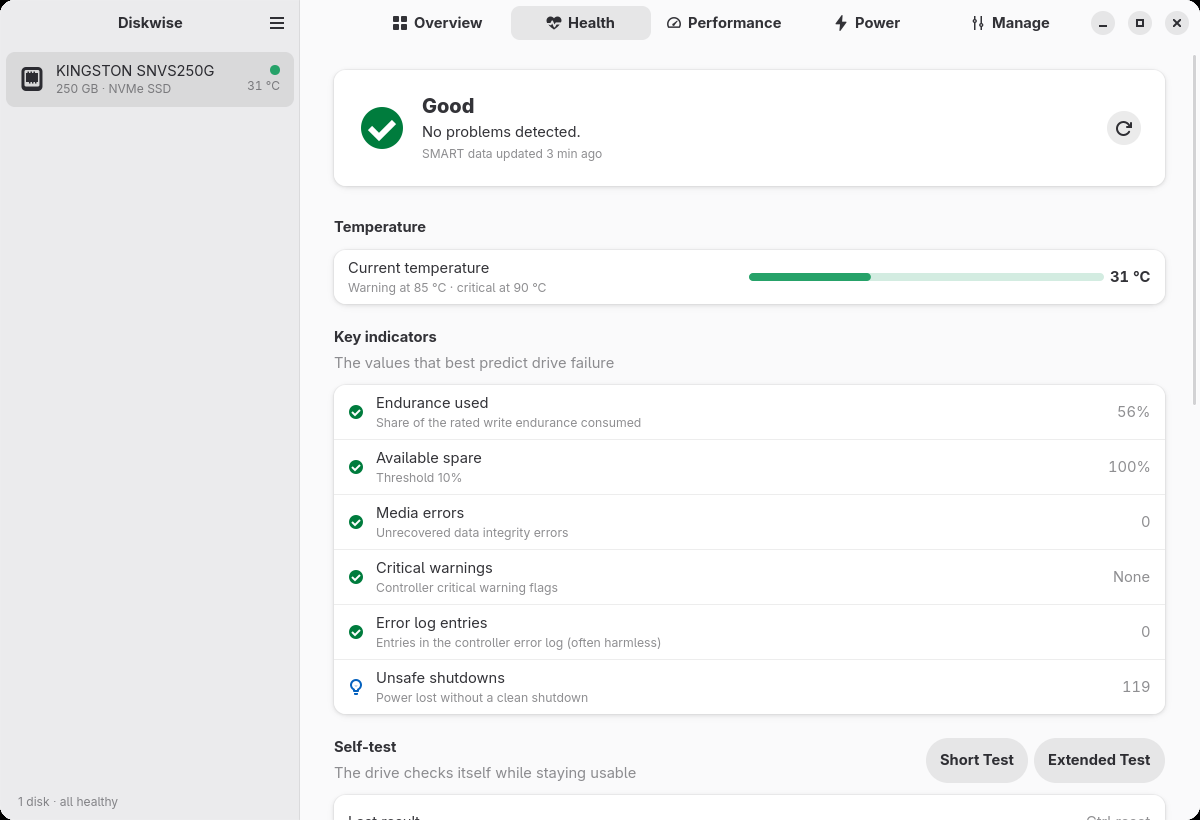 Diskwise
Overview
Health
Performance
Power
Manage
KINGSTON SNVS250G
250 GB · NVMe SSD
31 °C
Good
No problems detected.
SMART data updated 3 min ago
Temperature
Current temperature
Warning at 85 °C · critical at 90 °C
31 °C
Key indicators
The values that best predict drive failure
Endurance used
Share of the rated write endurance consumed
56%
Available spare
Threshold 10%
100%
Media errors
Unrecovered data integrity errors
0
Critical warnings
Controller critical warning flags
None
Error log entries
Entries in the controller error log (often harmless)
0
Unsafe shutdowns
Power lost without a clean shutdown
119
Self-test
The drive checks itself while staying usable
Short Test
Extended Test
Last result
Ctrl reset
1 disk · all healthy